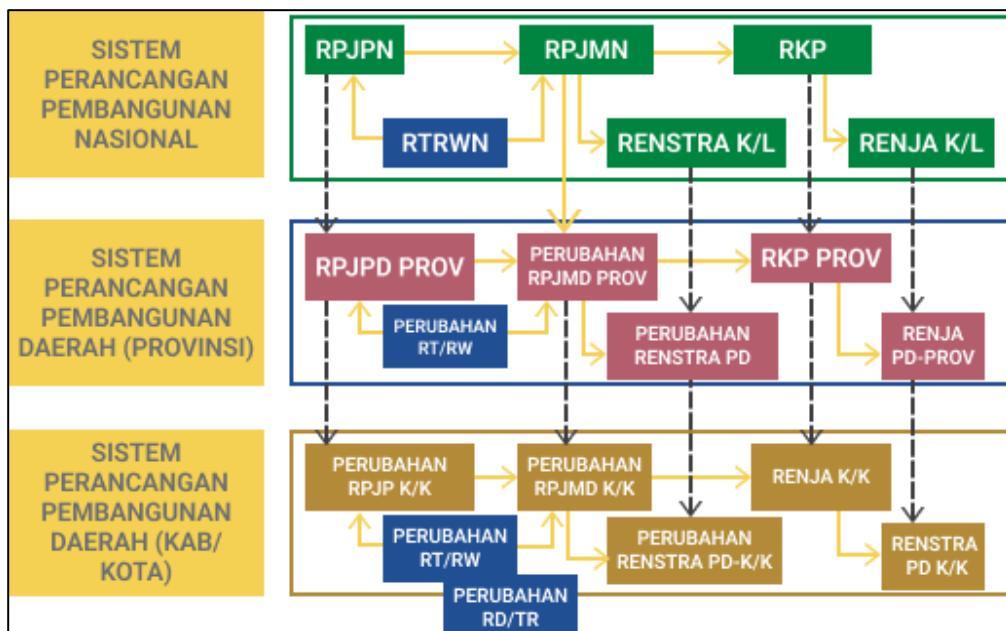 SISTEM
PERANCANGAN
PEMBANGUNAN
NASIONAL
RPJPN
RPJMN
RKP
RTRWN
RENSTRA K/L
RENJA K/L
SISTEM
PERANCANGAN
PEMBANGUNAN
DAERAH (PROVINSI)
RPJPD PROV
PERUBAHAN
RPJMD PROV
RKP PROV
PERUBAHAN
RT/RW
PERUBAHAN
RENSTRA PD
RENJA
PD-PROV
SISTEM
PERANCANGAN
PEMBANGUNAN
DAERAH (KAB/
KOTA)
PERUBAHAN
RPJP K/K
PERUBAHAN
RPJMD K/K
RENJA K/K
PERUBAHAN
RT/RW
PERUBAHAN
RENSTRA PD-K/K
RENSTRA
PD K/K
PERUBAHAN
RD/TR